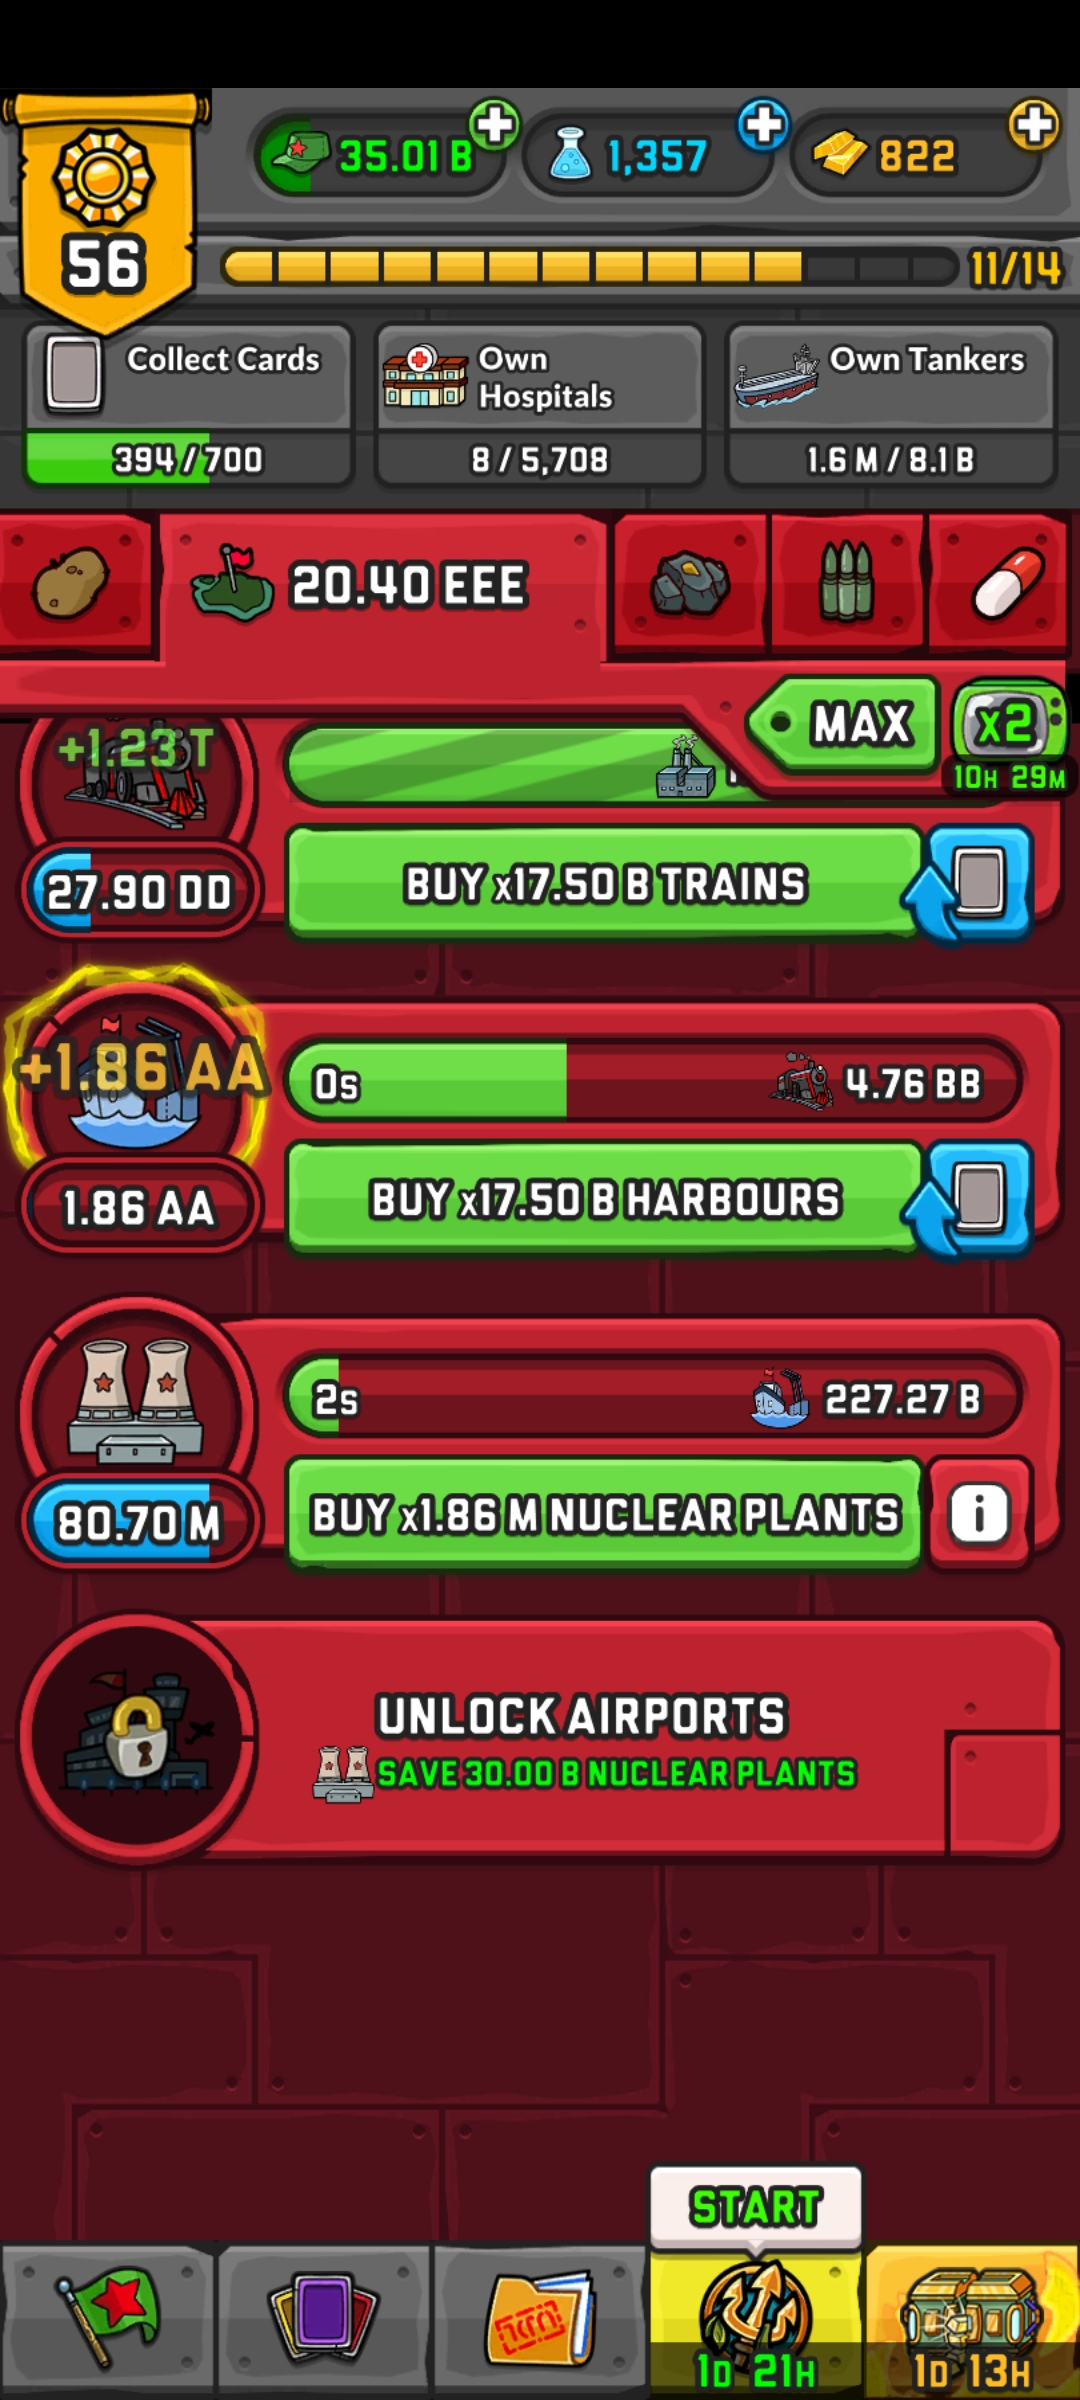 35.01 B
1,357
822
56
11/14
Collect Cards
394/700
Own
Hospitals
8 / 5,708
Own Tankers
1.6 M / 8.1 B
20.40 EEE
MAX
x2
10H 29M
+1.23 T
27.90 DD
BUY x17.50 B TRAINS
+1.86 AA
0s
4.76 BB
1.86 AA
BUY x17.50 B HARBOURS
2s
227.27 B
80.70 M
BUY x1.86 M NUCLEAR PLANTS
i
UNLOCK AIRPORTS
SAVE 30.00 B NUCLEAR PLANTS
START
1D 21H
1D 13H